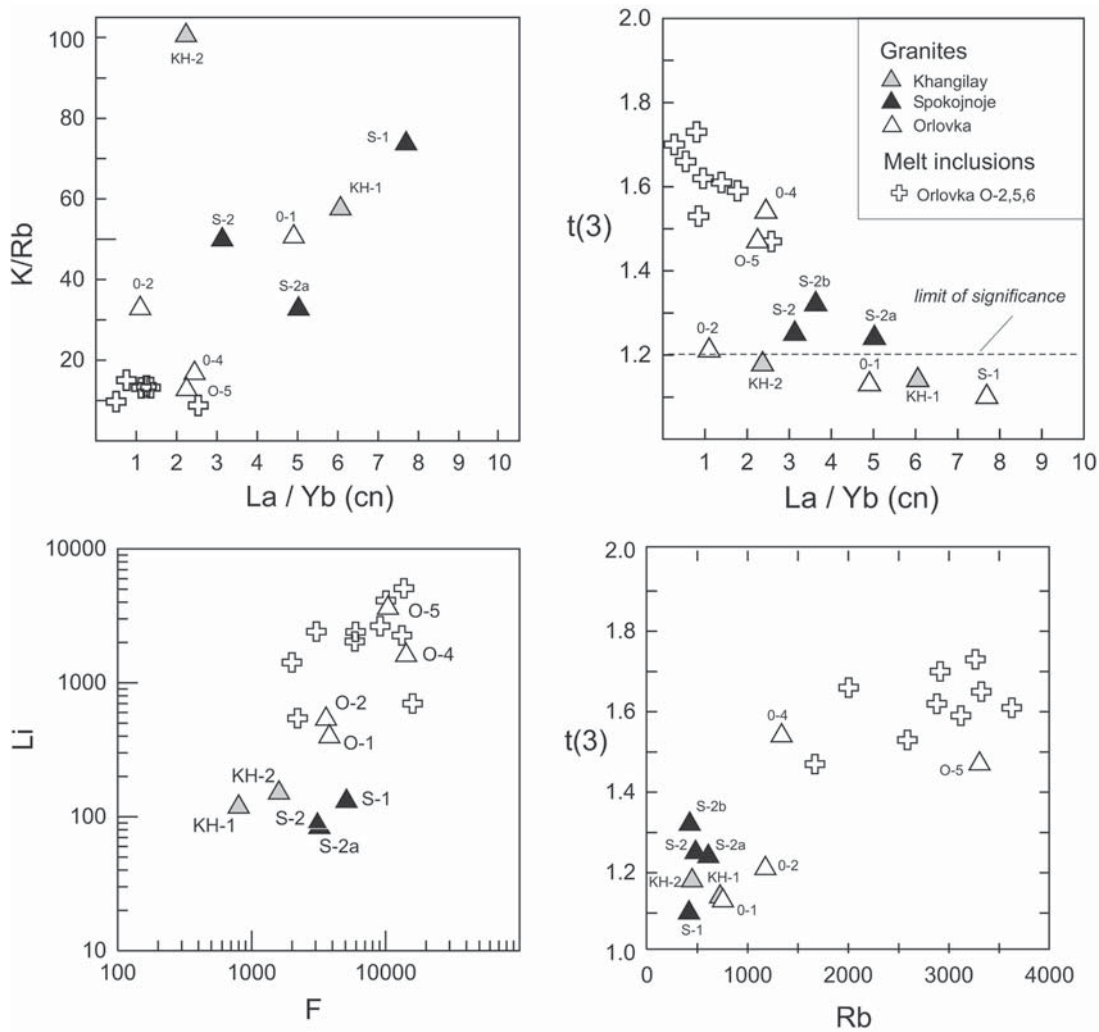 100
80
60
40
20
K/Rb
KH-2
S-1
KH-1
S-2
0-1
S-2a
0-2
0-4
O-5
1 2 3 4 5 6 7 8 9 10
La / Yb (cn)
2.0
1.8
1.6
1.4
1.2
1.0
t(3)
Granites
Khangilay
Spokojnoje
Orlovka
Melt inclusions
Orlovka O-2,5,6
0-4
O-5
S-2b
S-2
S-2a
limit of significance
0-2
KH-2
0-1
KH-1
S-1
1 2 3 4 5 6 7 8 9 10
La / Yb (cn)
10000
1000
100
10
Li
O-5
O-4
O-2
O-1
KH-2
KH-1
S-1
S-2
S-2a
100 1000 10000
F
2.0
1.8
1.6
1.4
1.2
1.0
t(3)
0-4
O-5
S-2b
S-2
S-2a
0-2
KH-2
KH-1
0-1
S-1
0 1000 2000 3000 4000
Rb